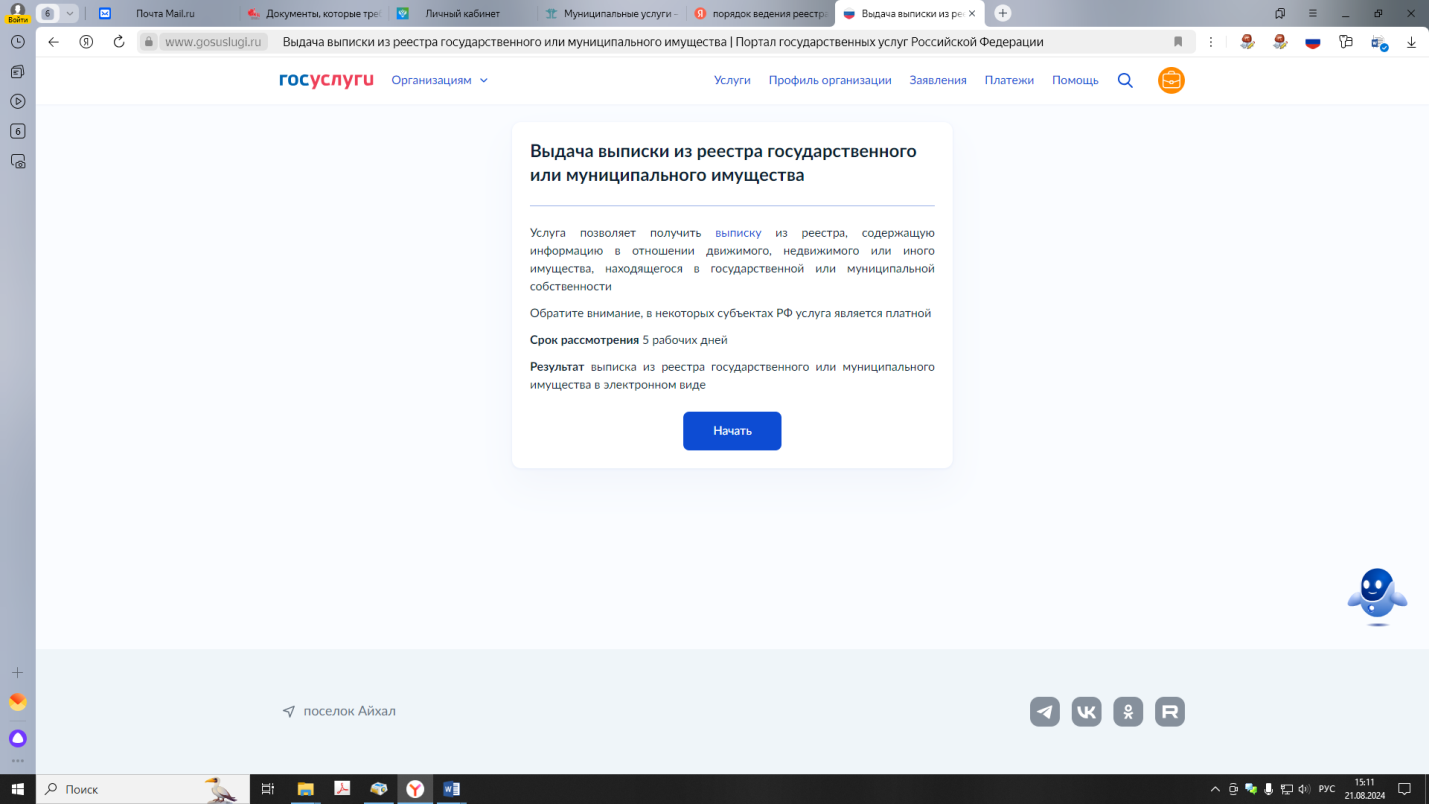 Войти
6
Почта Mail.ru
Документы, которые тре
Личный кабинет
Муниципальные услуги –
порядок ведения реестра
Выдача выписки из ре
www.gosuslugi.ru
Выдача выписки из реестра государственного или муниципального имущества | Портал государственных услуг Российской Федерации
6
госуслуги
Организациям
Услуги
Профиль организации
Заявления
Платежи
Помощь
Выдача выписки из реестра государственного
или муниципального имущества
Услуга позволяет получить выписку из реестра, содержащую
информацию в отношении движимого, недвижимого или иного
имущества, находящегося в государственной или муниципальной
собственности
Обратите внимание, в некоторых субъектах РФ услуга является платной
Срок рассмотрения 5 рабочих дней
Результат выписка из реестра государственного или муниципального
имущества в электронном виде
Начать
поселок Айхал
Поиск
РУС
15:11
21.08.2024